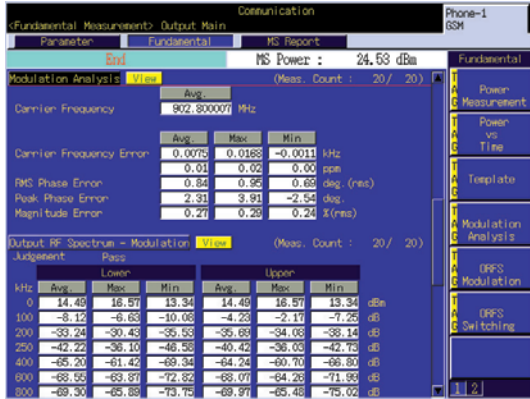 Communication
Phone-1
<Fundamental Measurement> Output Main
GSM
Parameter Fundamental MS Report
End MS Power : 24.53 dBm Fundamental
Modulation Analysis View (Meas. Count : 20/ 20)
Avg.
Carrier Frequency 902.800007 MHz
Avg. Max Min
Carrier Frequency Error 0.0075 0.0168 -0.0011 kHz
0.01 0.02 0.00 ppm
RMS Phase Error 0.84 0.95 0.69 deg.(rms)
Peak Phase Error 2.31 3.91 -2.54 deg.
Magnitude Error 0.27 0.29 0.24 %(rms)
Output RF Spectrum - Modulation View (Meas. Count : 20/ 20)
Judgement Pass
Lower Upper
kHz Avg. Max Min Avg. Max Min
0 14.49 16.57 13.34 14.49 16.57 13.34 dBm
100 -8.12 -6.63 -10.08 -4.23 -2.17 -7.25 dB
200 -33.24 -30.43 -35.53 -35.69 -34.08 -38.14 dB
250 -42.22 -36.10 -46.58 -40.42 -36.03 -42.73 dB
400 -65.20 -61.42 -69.34 -64.24 -60.70 -66.80 dB
600 -68.55 -63.87 -72.82 -68.07 -64.26 -71.99 dB
800 -69.30 -65.89 -73.75 -69.97 -65.48 -75.02 dB
TAG Power Measurement
TAG Power vs Time
TAG Template
TAG Modulation Analysis
TAG ORFS Modulation
TAG ORFS Switching
1 2